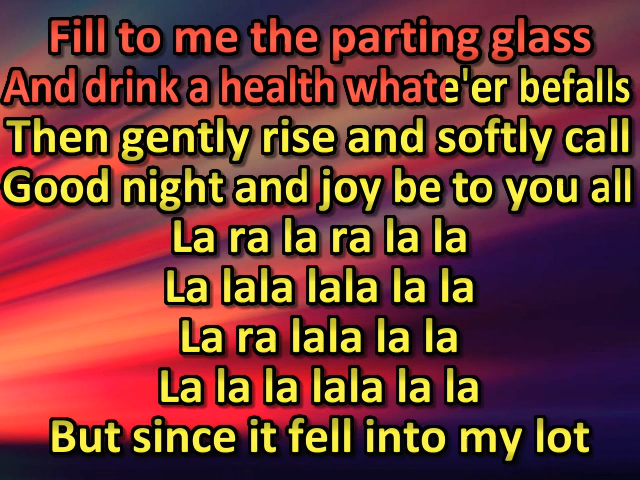 Fill to me the parting glass
And drink a health whate'er befalls
Then gently rise and softly call
Good night and joy be to you all
La ra la ra la la
La lala lala la la
La ra lala la la
La la la lala la la
But since it fell into my lot